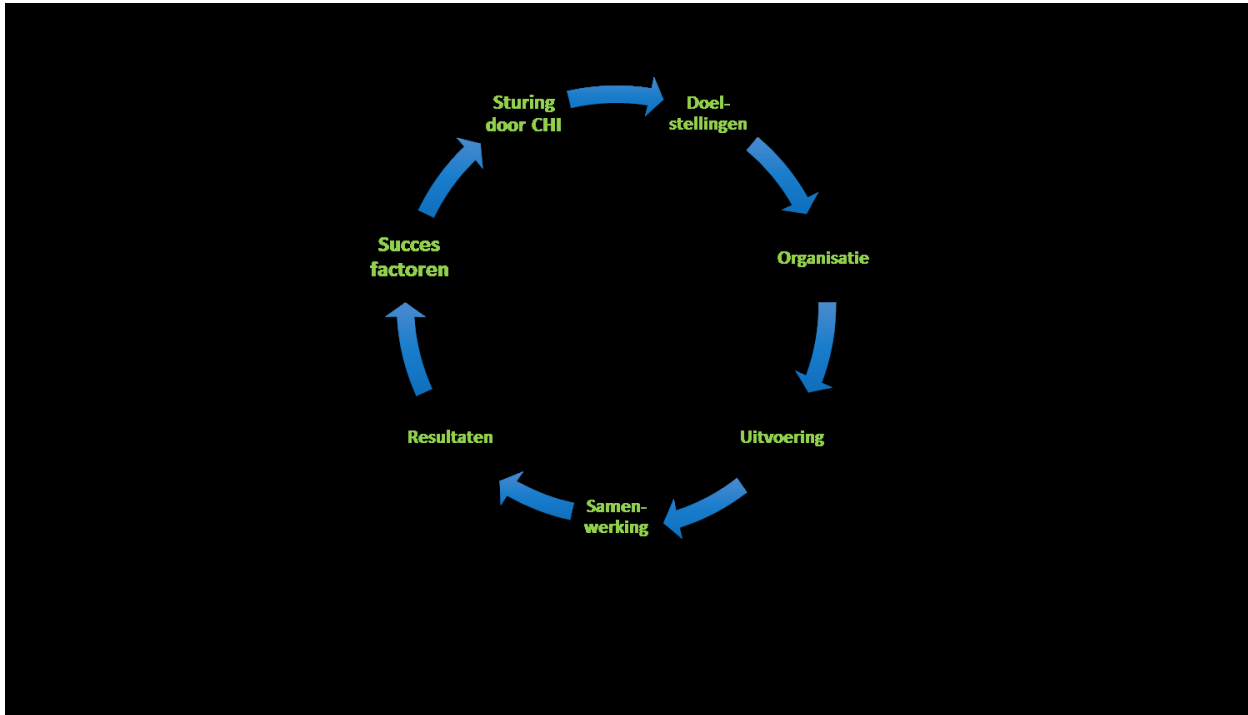 Sturing
door CHI
Doel-
stellingen
Organisatie
Uitvoering
Samen-
werking
Resultaten
Succes
factoren